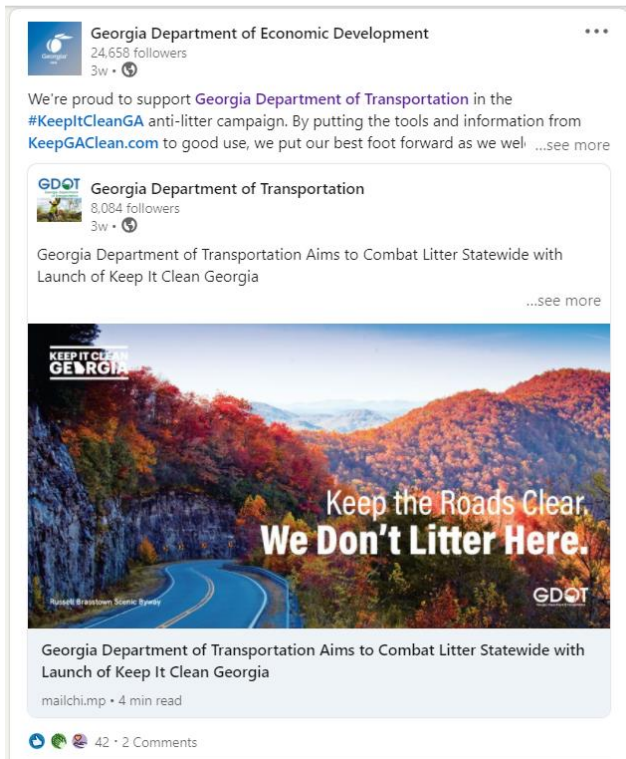 Georgia Department of Economic Development
24,658 followers
3w •
Georgia
We're proud to support Georgia Department of Transportation in the
#KeepItCleanGA anti-litter campaign. By putting the tools and information from
KeepGAClean.com to good use, we put our best foot forward as we wel ...see more
GDOT
Georgia Department of Transportation
8,084 followers
3w •
Georgia Department of Transportation Aims to Combat Litter Statewide with
Launch of Keep It Clean Georgia
...see more
KEEP IT CLEAN
GEORGIA
Keep the Roads Clear.
We Don't Litter Here.
Russell Brasstown Scenic Byway
GDOT
Georgia Department of Transportation Aims to Combat Litter Statewide with
Launch of Keep It Clean Georgia
mailchi.mp • 4 min read
42 · 2 Comments